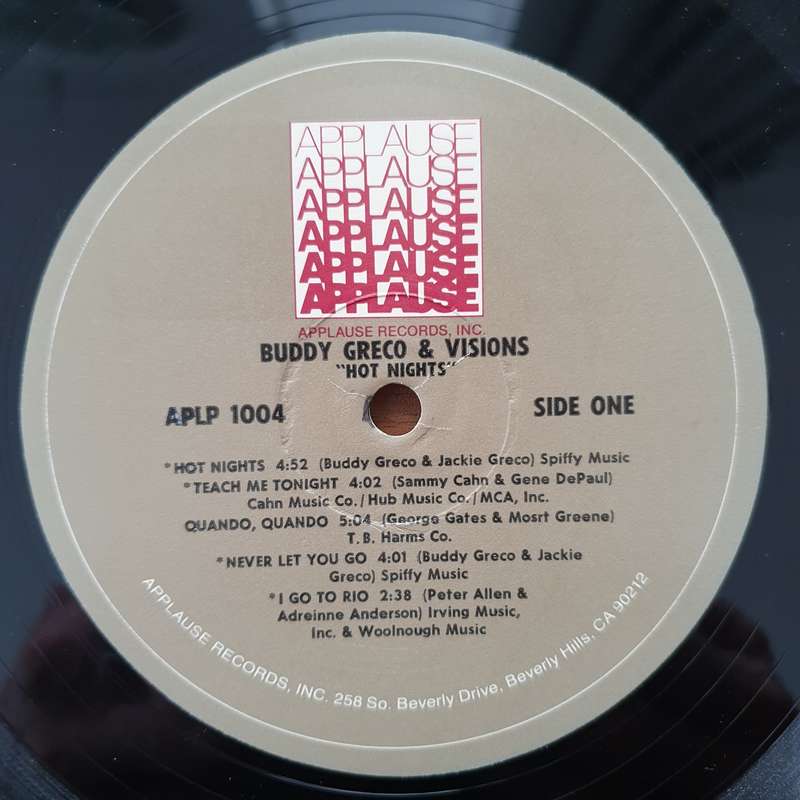 APPLAUSE
APPLAUSE
APPLAUSE
APPLAUSE
APPLAUSE
APPLAUSE
APPLAUSE RECORDS, INC.
BUDDY GRECO & VISIONS
"HOT NIGHTS"
APLP 1004
SIDE ONE
*HOT NIGHTS 4:52 (Buddy Greco & Jackie Greco) Spiffy Music
*TEACH ME TONIGHT 4:02 (Sammy Cahn & Gene DePaul)
Cahn Music Co./Hub Music Co./MCA, Inc.
QUANDO, QUANDO 5:04 (George Gates & Mosrt Greene)
T.B. Harms Co.
*NEVER LET YOU GO 4:01 (Buddy Greco & Jackie
Greco) Spiffy Music
*I GO TO RIO 2:38 (Peter Allen &
Adreinne Anderson) Irving Music,
Inc. & Woolnough Music
APPLAUSE RECORDS, INC. 258 So. Beverly Drive, Beverly Hills, CA 90212